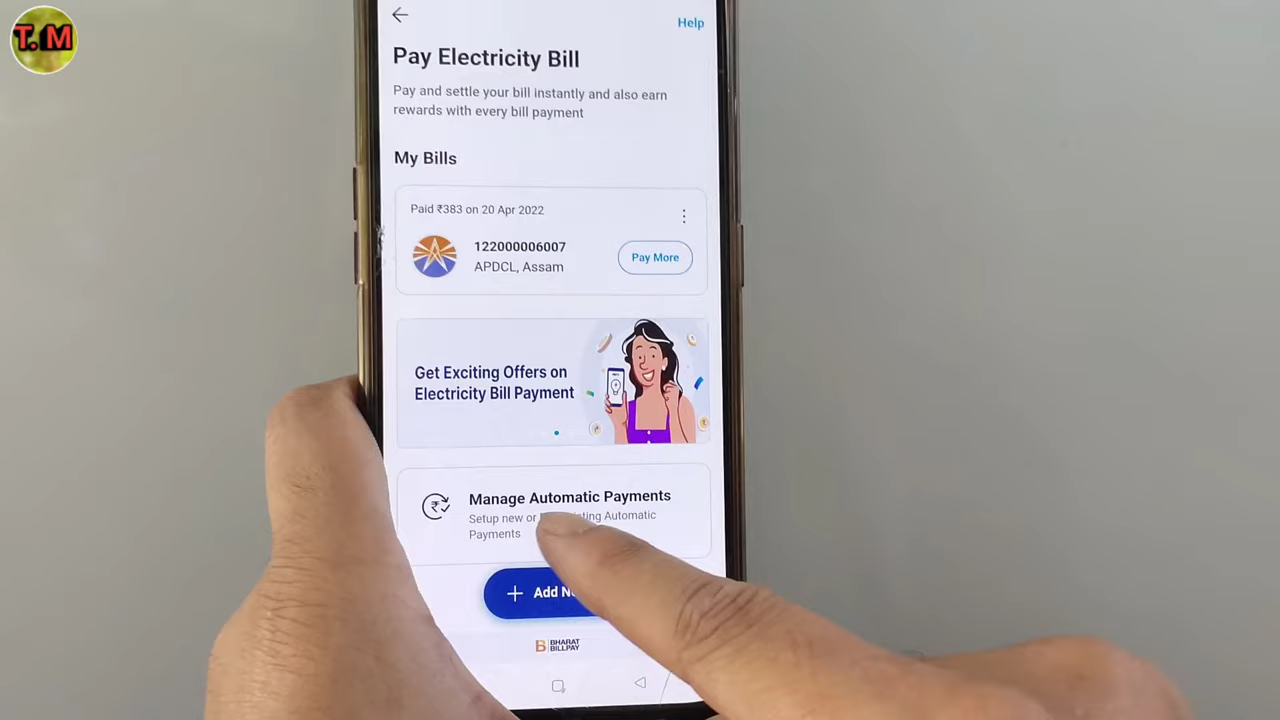 T.M
Help
Pay Electricity Bill
Pay and settle your bill instantly and also earn
rewards with every bill payment
My Bills
Paid ₹383 on 20 Apr 2022
122000006007
APDCL, Assam
Pay More
Get Exciting Offers on
Electricity Bill Payment
Manage Automatic Payments
Setup new or Automatic
Payments
Add
BHARAT
BILLPAY